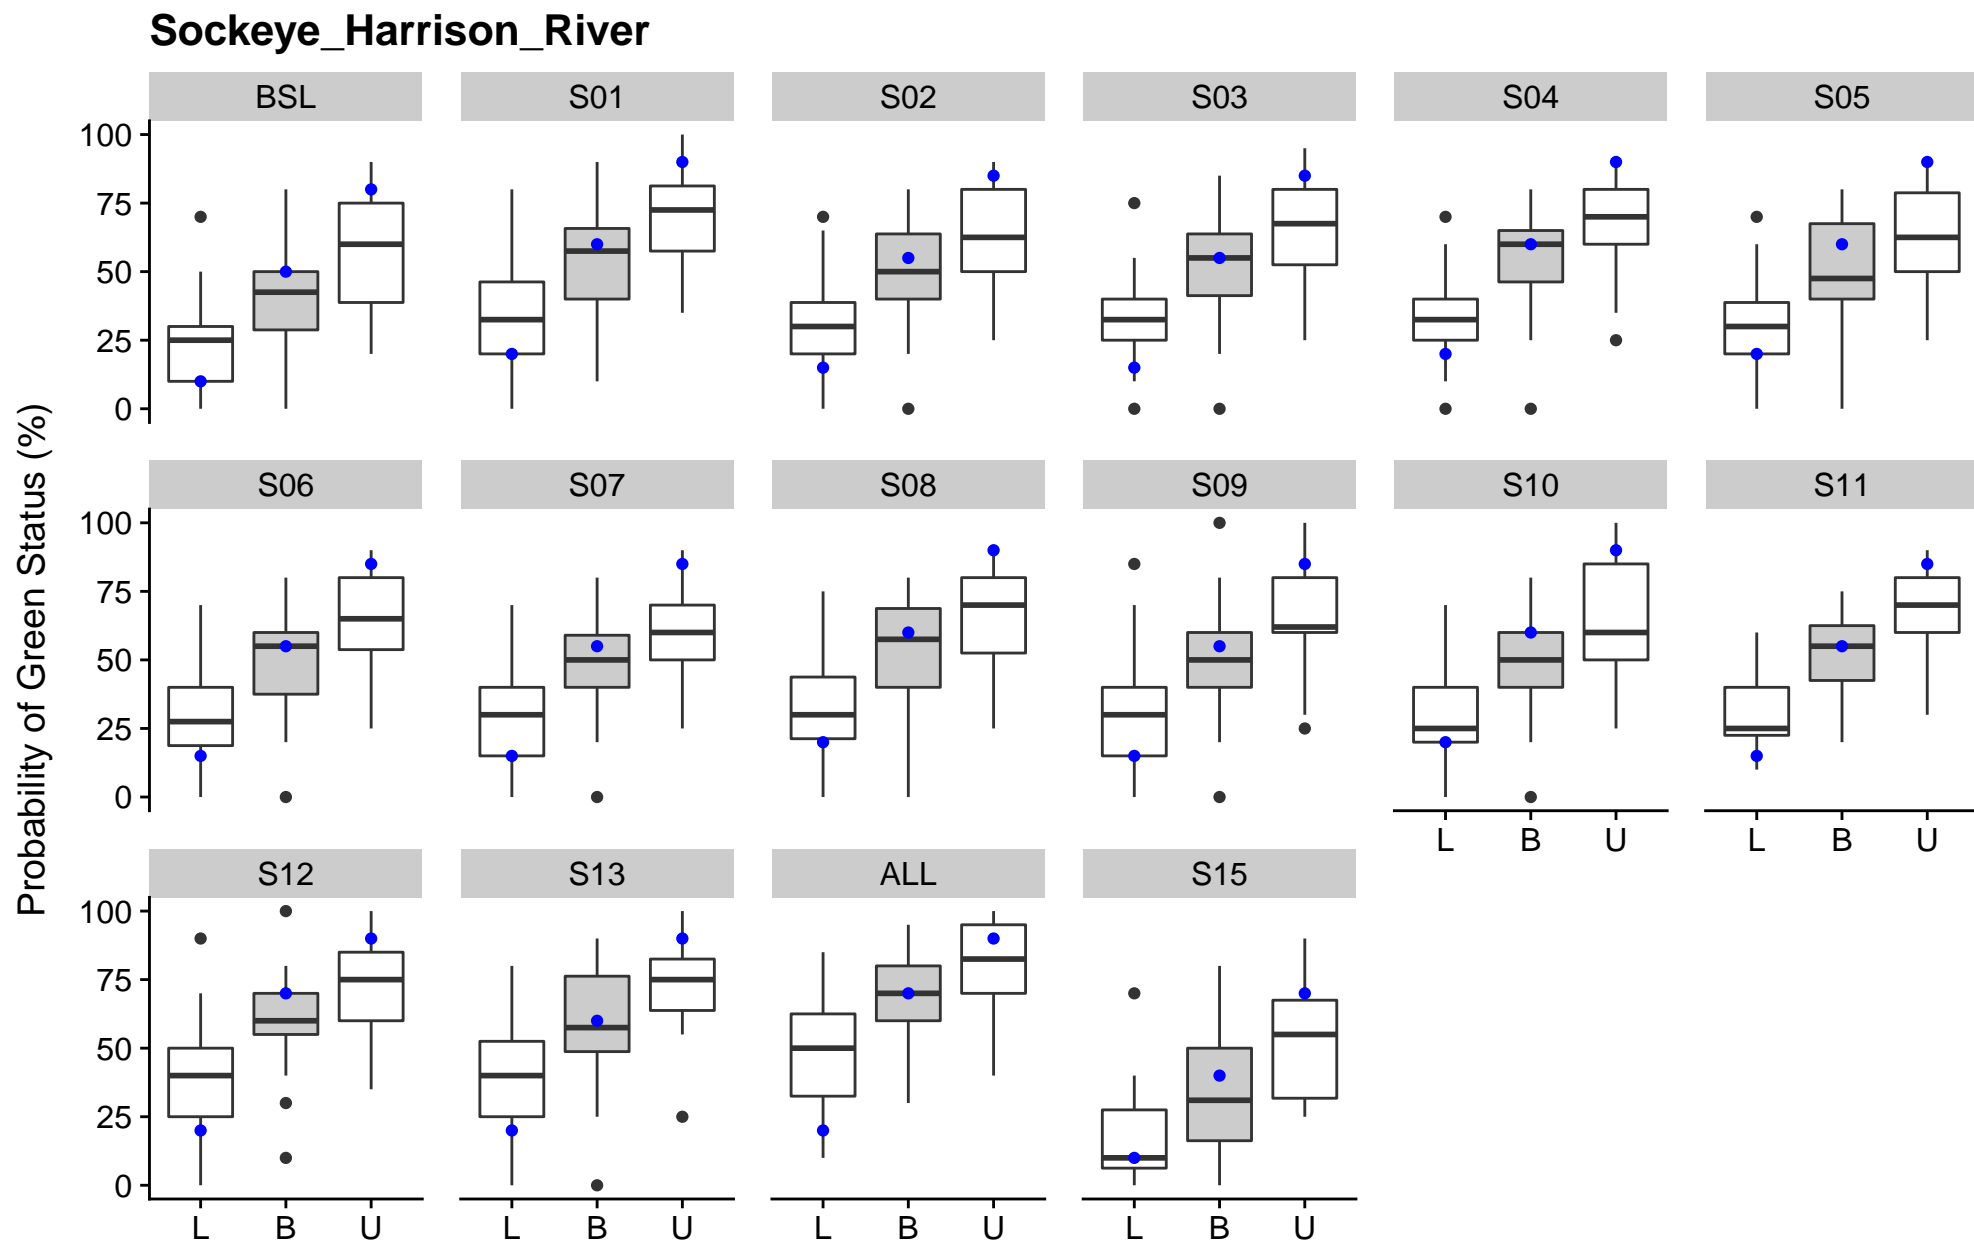 Sockeye_Harrison_River
BSL S01 S02 S03 S04 S05
100
75
50
25
0
Probability of Green Status (%)
S06 S07 S08 S09 S10 S11
100
75
50
25
0
L B U L B U
S12 S13 ALL S15
100
75
50
25
0
L B U L B U L B U L B U